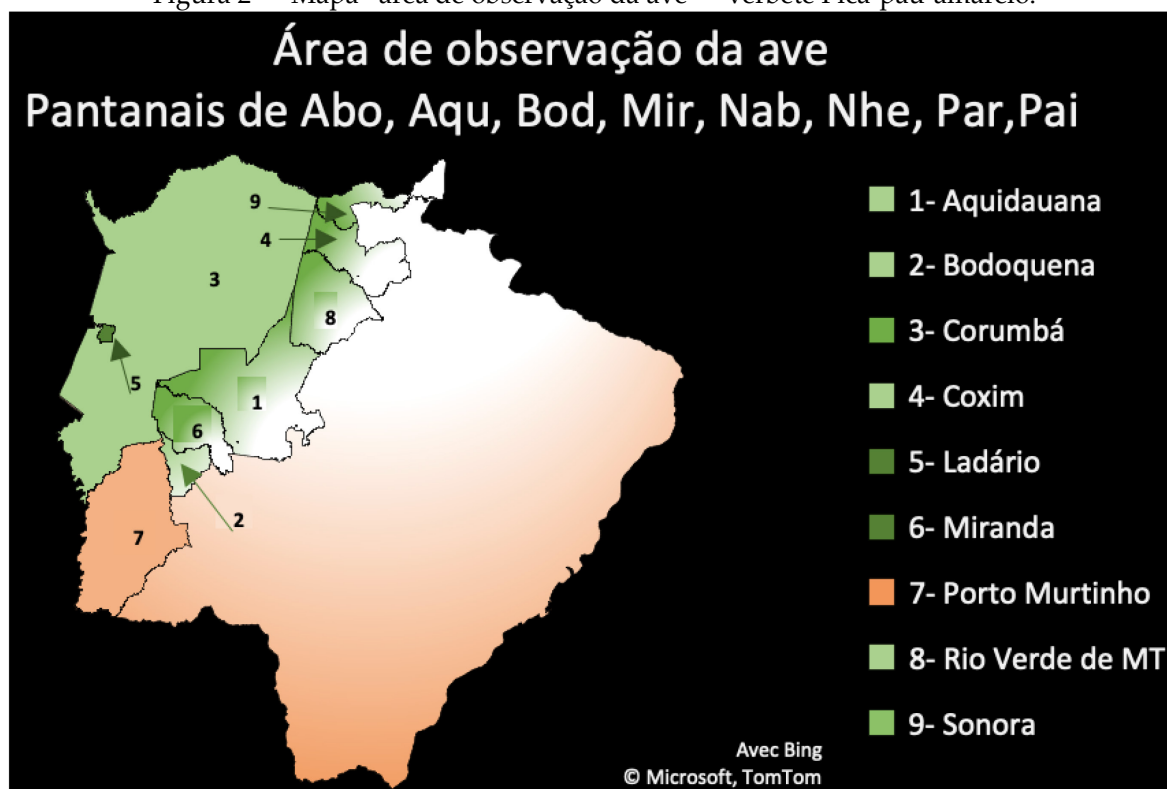 Área de observação da ave
Pantanais de Abo, Aqu, Bod, Mir, Nab, Nhe, Par,Pai
9
4
3
8
5
1
6
2
7
1- Aquidauana
2- Bodoquena
3- Corumbá
4- Coxim
5- Ladário
6- Miranda
7- Porto Murtinho
8- Rio Verde de MT
9- Sonora
Avec Bing
© Microsoft, TomTom